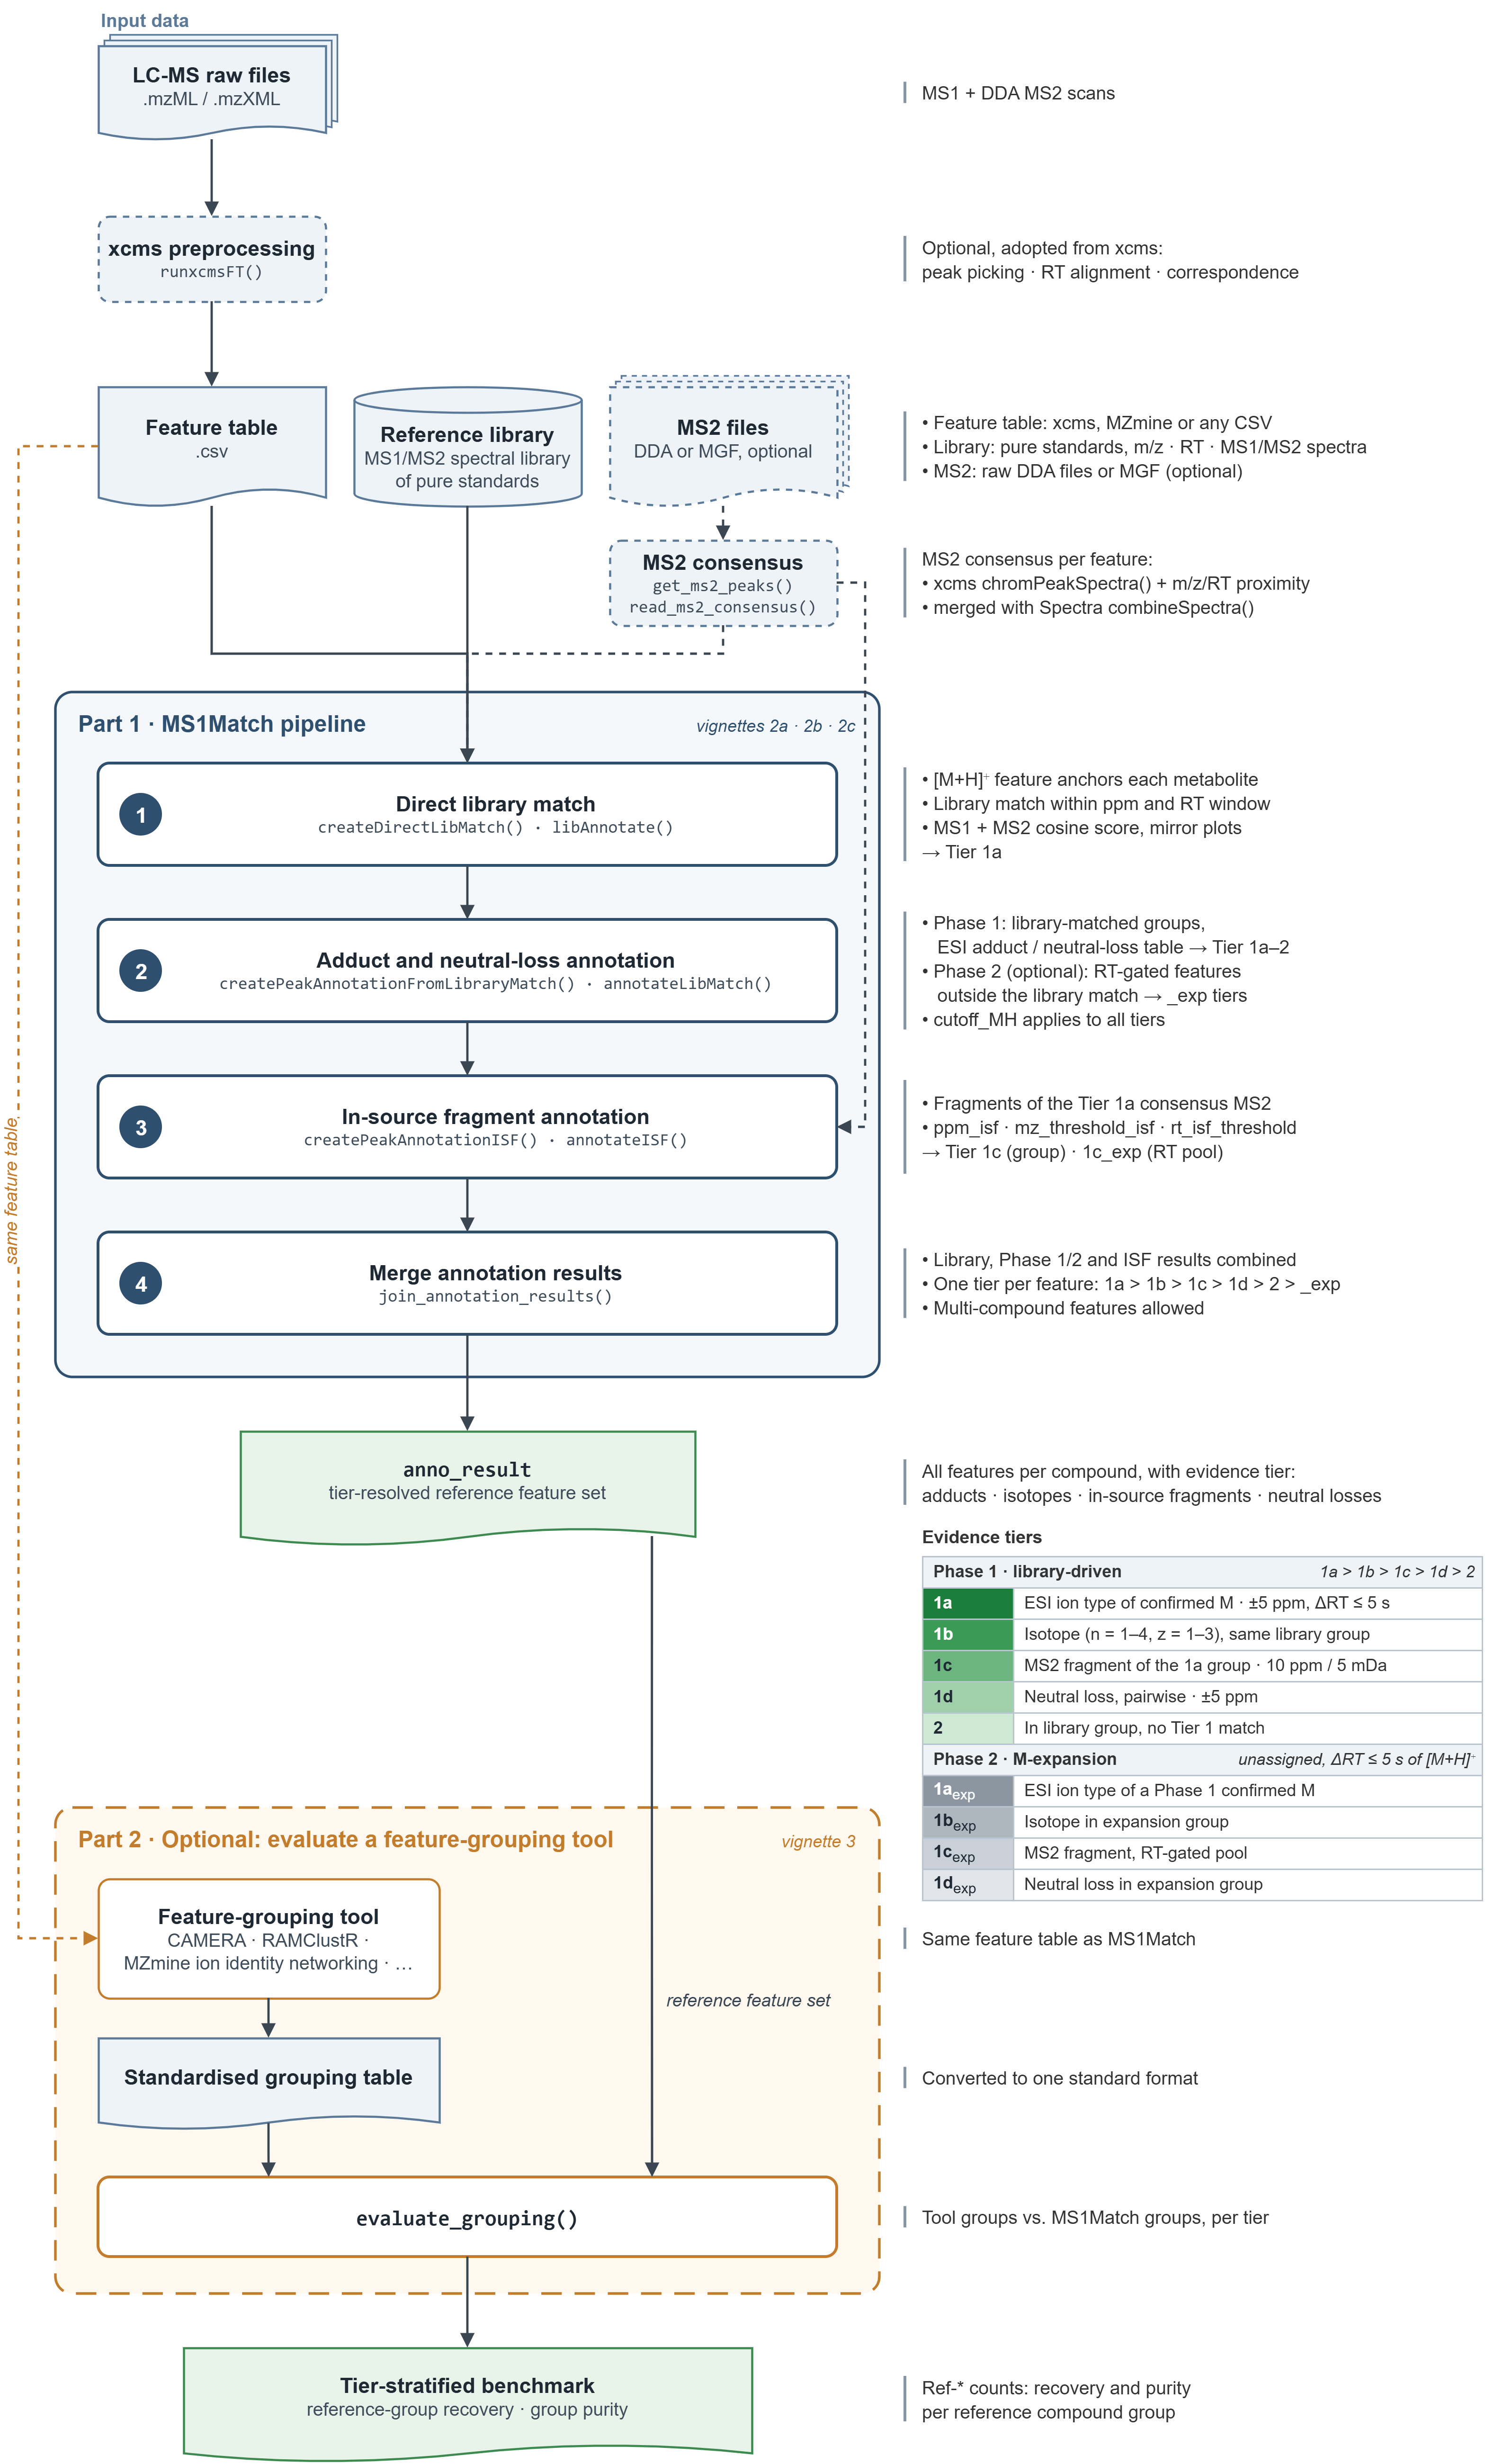 Input data
LC-MS raw files
.mzML / .mzXML
MS1 + DDA MS2 scans
xcms preprocessing
runxcmsFT()
Optional, adopted from xcms:
peak picking · RT alignment · correspondence
Feature table
.csv
Reference library
MS1/MS2 spectral library
of pure standards
MS2 files
DDA or MGF, optional
• Feature table: xcms, MZmine or any CSV
• Library: pure standards, m/z · RT · MS1/MS2 spectra
• MS2: raw DDA files or MGF (optional)
MS2 consensus
get_ms2_peaks()
read_ms2_consensus()
MS2 consensus per feature:
• xcms chromPeakSpectra() + m/z/RT proximity
• merged with Spectra combineSpectra()
Part 1 · MS1Match pipeline
vignettes 2a · 2b · 2c
1
Direct library match
createDirectLibMatch() · libAnnotate()
• [M+H]⁺ feature anchors each metabolite
• Library match within ppm and RT window
• MS1 + MS2 cosine score, mirror plots
→ Tier 1a
2
Adduct and neutral-loss annotation
createPeakAnnotationFromLibraryMatch() · annotateLibMatch()
• Phase 1: library-matched groups,
ESI adduct / neutral-loss table → Tier 1a–2
• Phase 2 (optional): RT-gated features
outside the library match → _exp tiers
• cutoff_MH applies to all tiers
3
In-source fragment annotation
createPeakAnnotationISF() · annotateISF()
• Fragments of the Tier 1a consensus MS2
• ppm_isf · mz_threshold_isf · rt_isf_threshold
→ Tier 1c (group) · 1c_exp (RT pool)
same feature table
4
Merge annotation results
join_annotation_results()
• Library, Phase 1/2 and ISF results combined
• One tier per feature: 1a > 1b > 1c > 1d > 2 > _exp
• Multi-compound features allowed
anno_result
tier-resolved reference feature set
All features per compound, with evidence tier:
adducts · isotopes · in-source fragments · neutral losses
Evidence tiers
Phase 1 · library-driven 1a > 1b > 1c > 1d > 2
1a ESI ion type of confirmed M · ±5 ppm, ΔRT ≤ 5 s
1b Isotope (n = 1–4, z = 1–3), same library group
1c MS2 fragment of the 1a group · 10 ppm / 5 mDa
1d Neutral loss, pairwise · ±5 ppm
2 In library group, no Tier 1 match
Phase 2 · M-expansion unassigned, ΔRT ≤ 5 s of [M+H]⁺
1aexp ESI ion type of a Phase 1 confirmed M
1bexp Isotope in expansion group
1cexp MS2 fragment, RT-gated pool
1dexp Neutral loss in expansion group
Part 2 · Optional: evaluate a feature-grouping tool
vignette 3
Feature-grouping tool
CAMERA · RAMClustR ·
MZmine ion identity networking · …
Same feature table as MS1Match
reference feature set
Standardised grouping table
Converted to one standard format
evaluate_grouping()
Tool groups vs. MS1Match groups, per tier
Tier-stratified benchmark
reference-group recovery · group purity
Ref-* counts: recovery and purity
per reference compound group